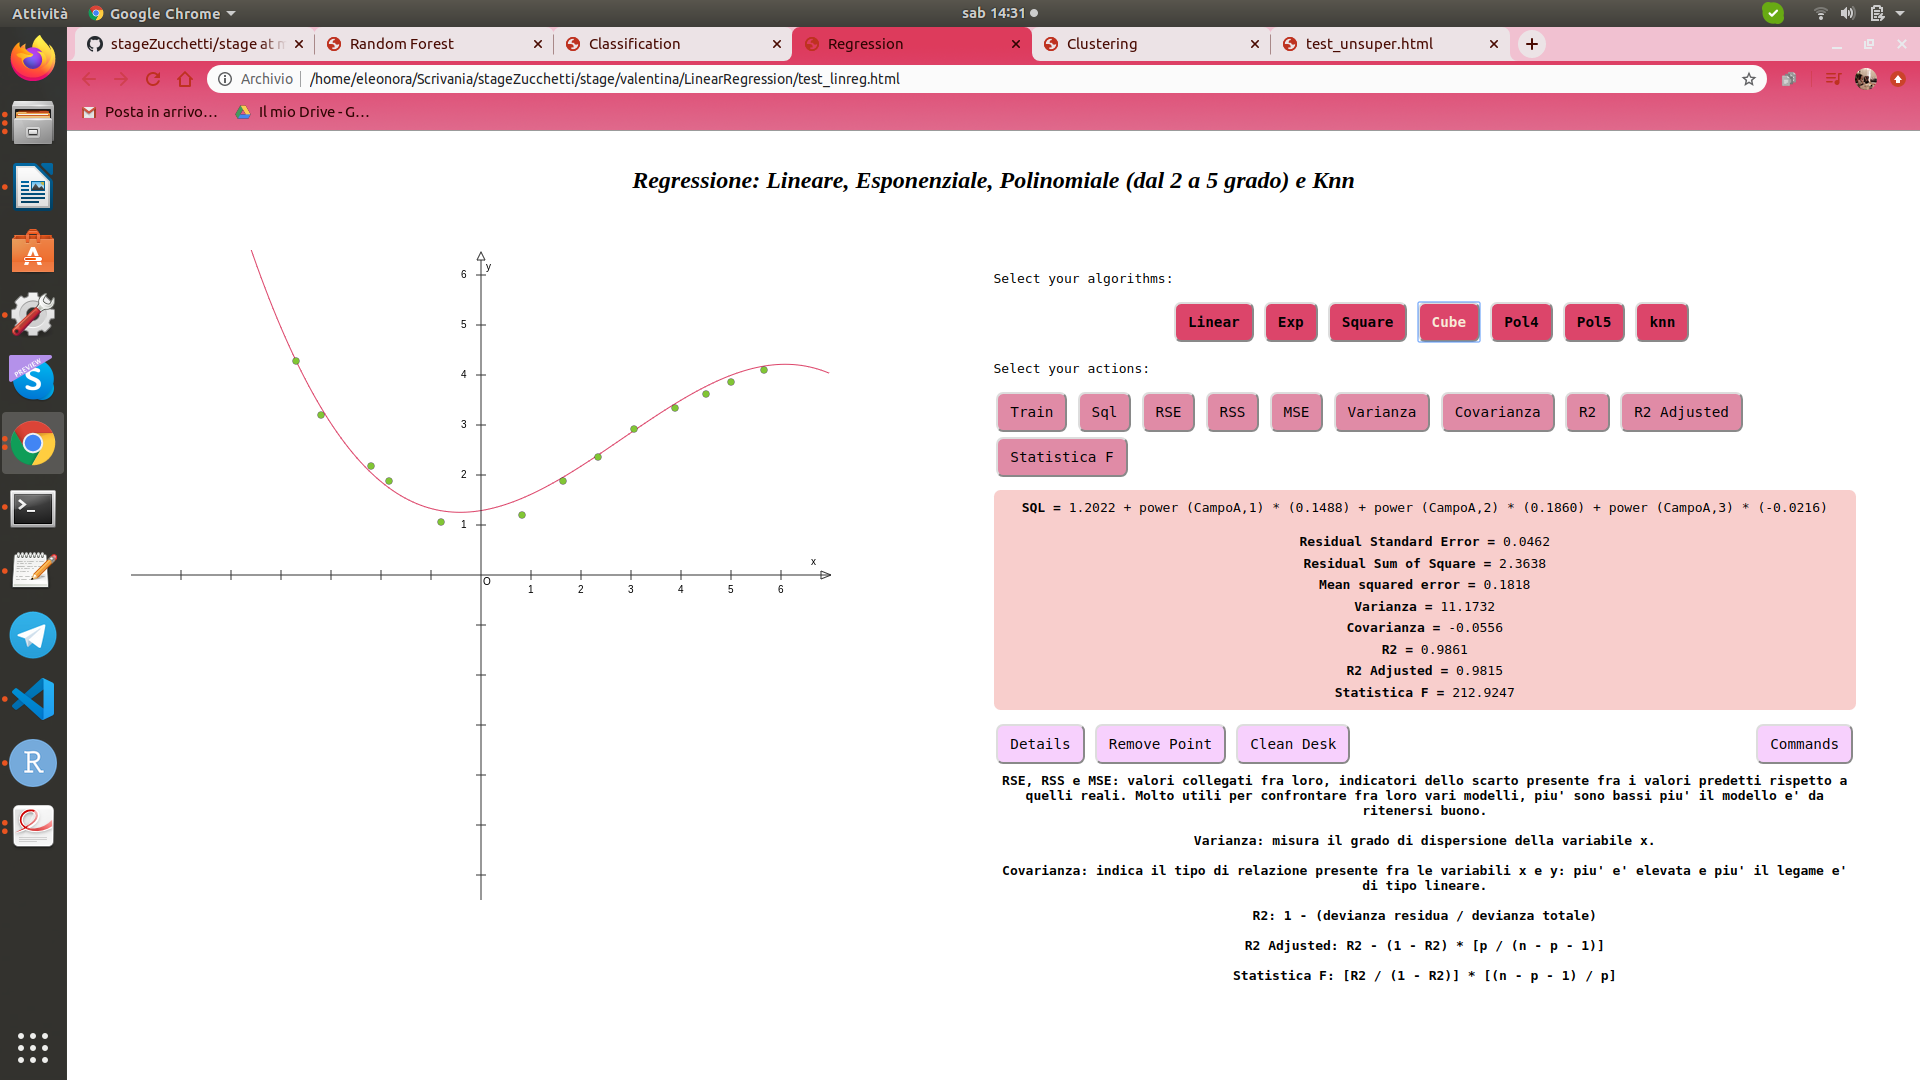 Attività
Google Chrome
sab 14:31
stageZucchetti/stage at m
Random Forest
Classification
Regression
Clustering
test_unsuper.html
Archivio
/home/eleonora/Scrivania/stageZucchetti/stage/valentina/LinearRegression/test_linreg.html
Posta in arrivo…
Il mio Drive - G…
Regressione: Lineare, Esponenziale, Polinomiale (dal 2 a 5 grado) e Knn
y
6
5
4
3
2
1
x
O
1 2 3 4 5 6
Select your algorithms:
Linear Exp Square Cube Pol4 Pol5 knn
Select your actions:
Train Sql RSE RSS MSE Varianza Covarianza R2 R2 Adjusted
Statistica F
SQL = 1.2022 + power (CampoA,1) * (0.1488) + power (CampoA,2) * (0.1860) + power (CampoA,3) * (-0.0216)
Residual Standard Error = 0.0462
Residual Sum of Square = 2.3638
Mean squared error = 0.1818
Varianza = 11.1732
Covarianza = -0.0556
R2 = 0.9861
R2 Adjusted = 0.9815
Statistica F = 212.9247
Details Remove Point Clean Desk Commands
RSE, RSS e MSE: valori collegati fra loro, indicatori dello scarto presente fra i valori predetti rispetto a
quelli reali. Molto utili per confrontare fra loro vari modelli, piu' sono bassi piu' il modello e' da
ritenersi buono.
Varianza: misura il grado di dispersione della variabile x.
Covarianza: indica il tipo di relazione presente fra le variabili x e y: piu' e' elevata e piu' il legame e'
di tipo lineare.
R2: 1 - (devianza residua / devianza totale)
R2 Adjusted: R2 - (1 - R2) * [p / (n - p - 1)]
Statistica F: [R2 / (1 - R2)] * [(n - p - 1) / p]